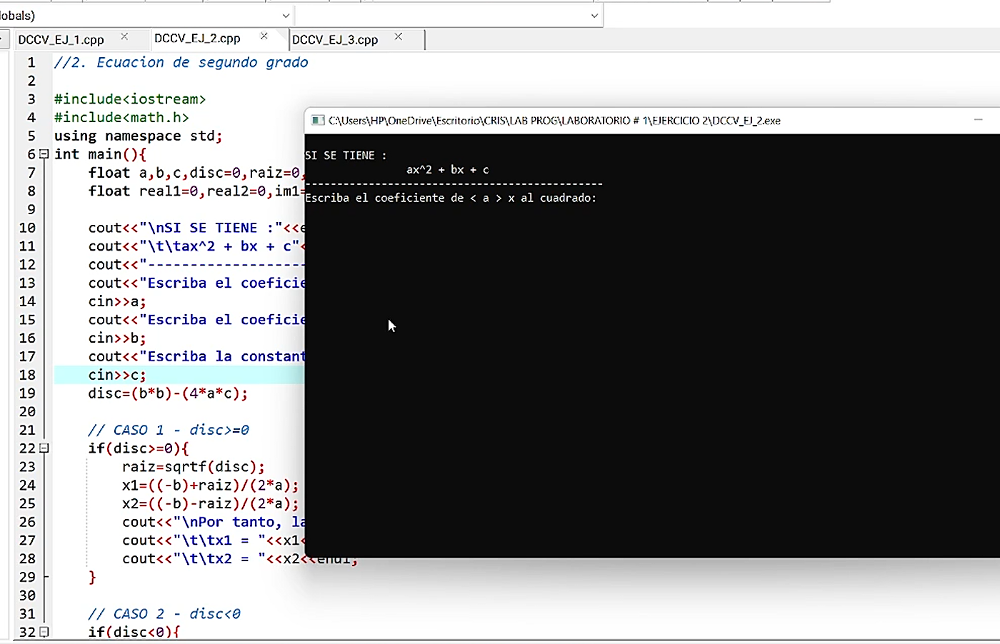 lobals)
DCCV_EJ_1.cpp DCCV_EJ_2.cpp DCCV_EJ_3.cpp
1 //2. Ecuacion de segundo grado
2
3 #include<iostream>
4 #include<math.h>
5 using namespace std;
6 int main(){
7 float a,b,c,disc=0,raiz=0,
8 float real1=0,real2=0,im1=
9
10 cout<<"\nSI SE TIENE :"<<e
11 cout<<"\t\tax^2 + bx + c"<
12 cout<<"-------------------
13 cout<<"Escriba el coeficie
14 cin>>a;
15 cout<<"Escriba el coeficie
16 cin>>b;
17 cout<<"Escriba la constant
18 cin>>c;
19 disc=(b*b)-(4*a*c);
20
21 // CASO 1 - disc>=0
22 if(disc>=0){
23 raiz=sqrtf(disc);
24 x1=((-b)+raiz)/(2*a);
25 x2=((-b)-raiz)/(2*a);
26 cout<<"\nPor tanto, la
27 cout<<"\t\tx1 = "<<x1<
28 cout<<"\t\tx2 = "<<x2<<endl;
29 }
30
31 // CASO 2 - disc<0
32 if(disc<0){
C:\Users\HP\OneDrive\Escritorio\CRIS\LAB PROG\LABORATORIO # 1\EJERCICIO 2\DCCV_EJ_2.exe
SI SE TIENE :
ax^2 + bx + c
-----------------------------------------------
Escriba el coeficiente de < a > x al cuadrado: